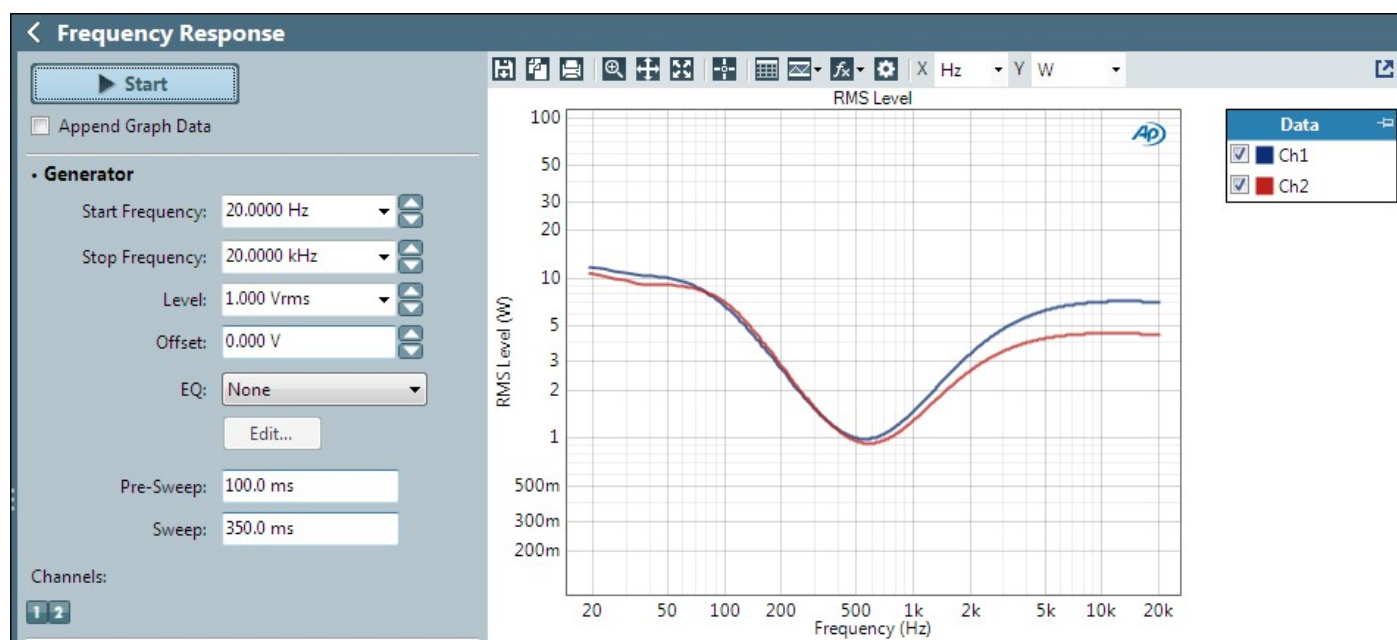 Frequency Response
Start
Append Graph Data
Generator
Start Frequency: 20.0000 Hz
Stop Frequency: 20.0000 kHz
Level: 1.000 Vrms
Offset: 0.000 V
EQ: None
Edit...
Pre-Sweep: 100.0 ms
Sweep: 350.0 ms
Channels:
1 2
X Hz Y W
RMS Level
AP
RMS Level (W)
100
50
30
20
10
5
3
2
1
500m
300m
200m
20 50 100 200 500 1k 2k 5k 10k 20k
Frequency (Hz)
Data
Ch1
Ch2